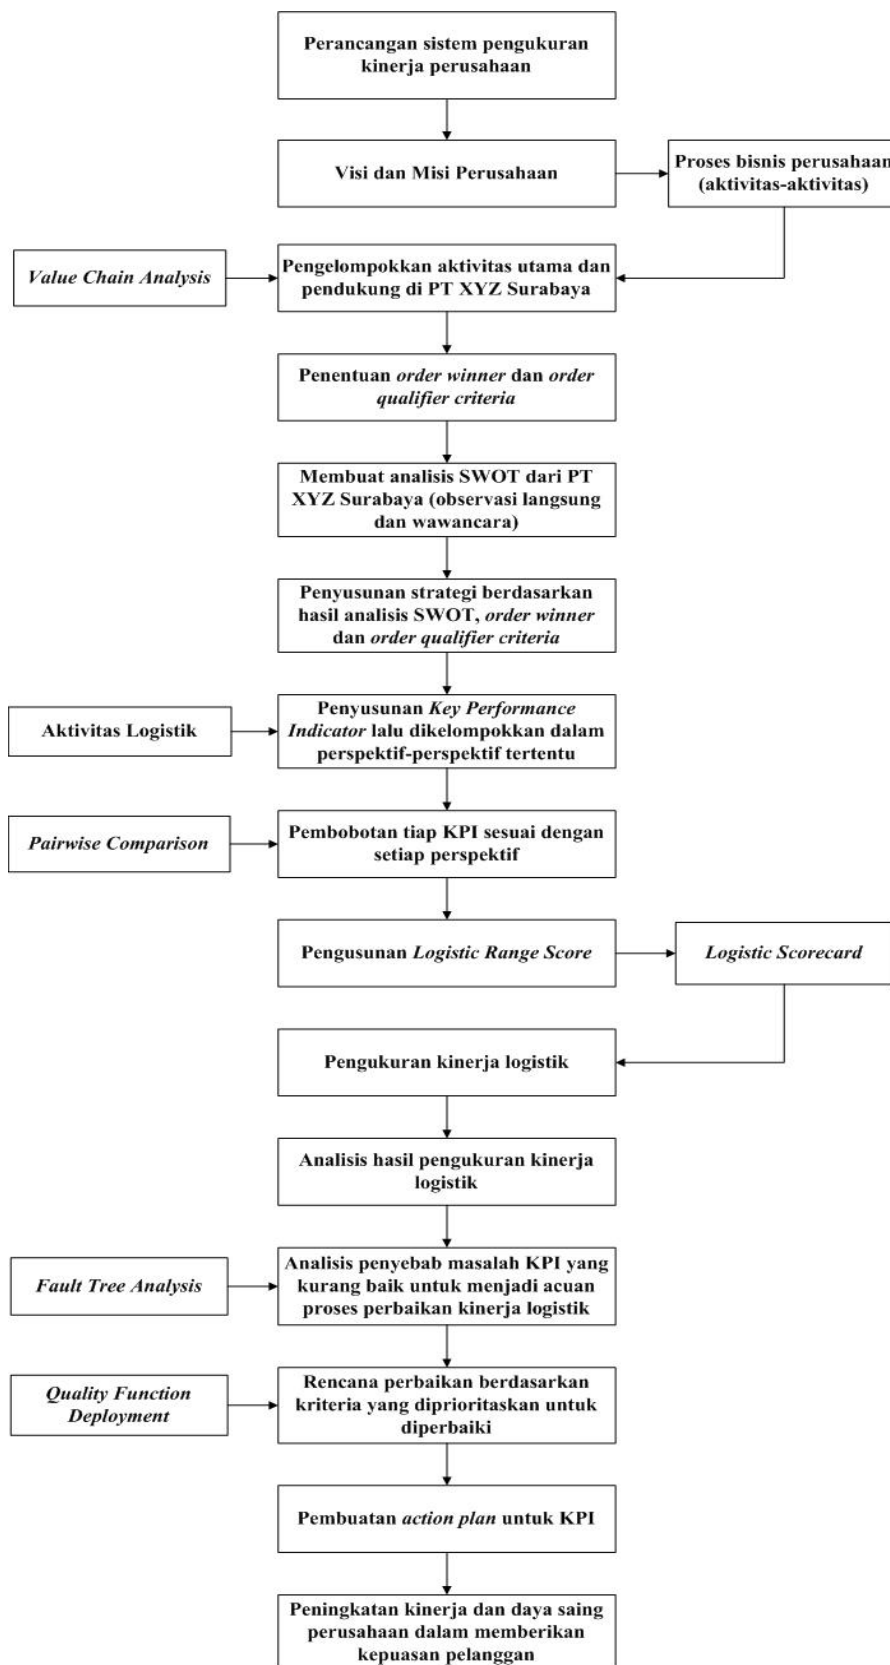 Perancangan sistem pengukuran
kinerja perusahaan
Visi dan Misi Perusahaan
Proses bisnis perusahaan
(aktivitas-aktivitas)
Value Chain Analysis
Pengelompokkan aktivitas utama dan
pendukung di PT XYZ Surabaya
Penentuan order winner dan order
qualifier criteria
Membuat analisis SWOT dari PT
XYZ Surabaya (observasi langsung
dan wawancara)
Penyusunan strategi berdasarkan
hasil analisis SWOT, order winner
dan order qualifier criteria
Aktivitas Logistik
Penyusunan Key Performance
Indicator lalu dikelompokkan dalam
perspektif-perspektif tertentu
Pairwise Comparison
Pembobotan tiap KPI sesuai dengan
setiap perspektif
Pengusunan Logistic Range Score
Logistic Scorecard
Pengukuran kinerja logistik
Analisis hasil pengukuran kinerja
logistik
Fault Tree Analysis
Analisis penyebab masalah KPI yang
kurang baik untuk menjadi acuan
proses perbaikan kinerja logistik
Quality Function
Deployment
Rencana perbaikan berdasarkan
kriteria yang diprioritaskan untuk
diperbaiki
Pembuatan action plan untuk KPI
Peningkatan kinerja dan daya saing
perusahaan dalam memberikan
kepuasan pelanggan